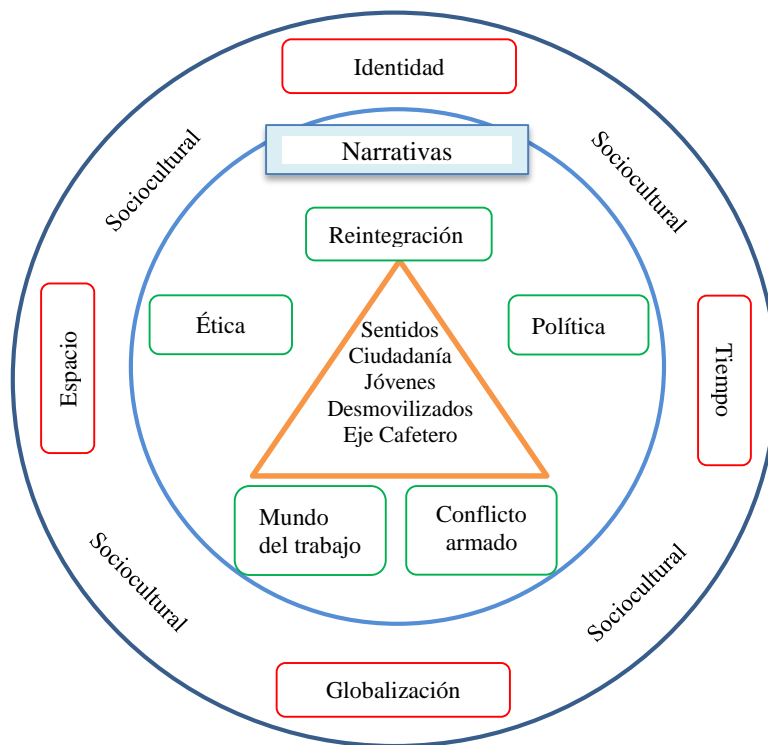 Identidad
Narrativas
Sociocultural
Sociocultural
Reintegración
Ética
Política
Espacio
Tiempo
Sentidos
Ciudadanía
Jóvenes
Desmovilizados
Eje Cafetero
Mundo
del trabajo
Conflicto
armado
Sociocultural
Sociocultural
Globalización